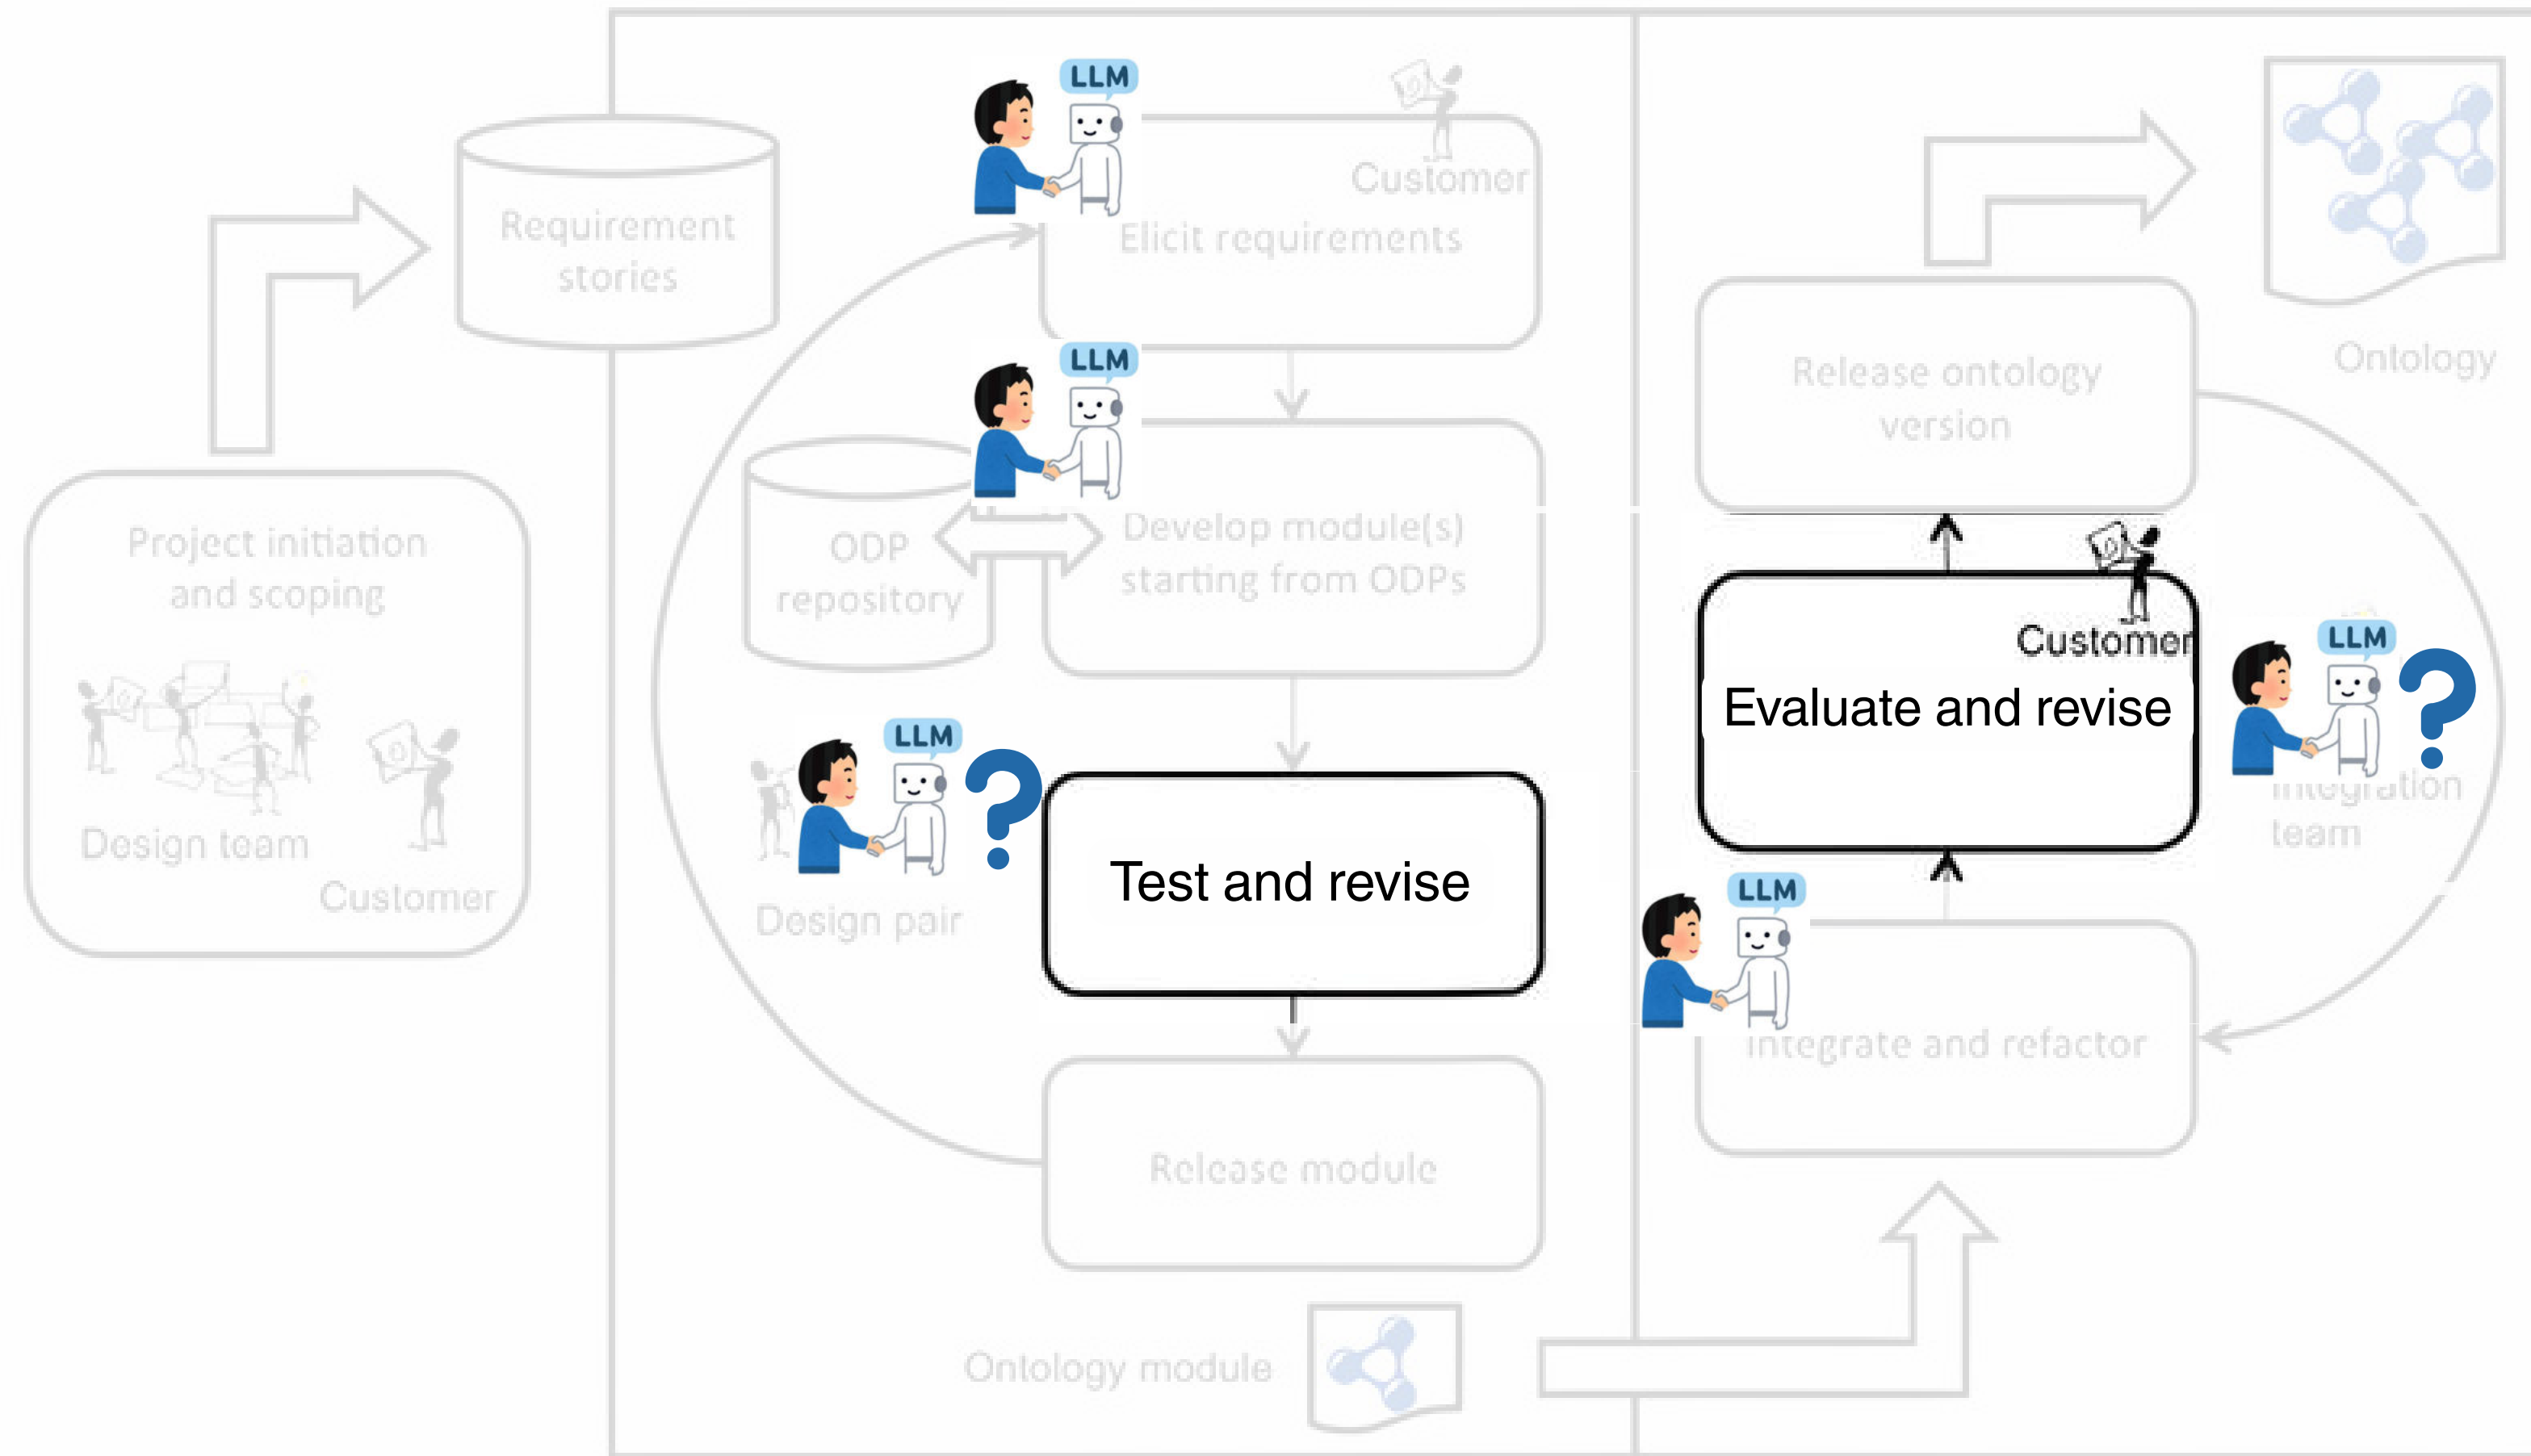 Project initiation
and scoping
Design team
Customer
Requirement
stories
LLM
Customer
Elicit requirements
LLM
ODP
repository
Develop module(s)
starting from ODPs
LLM
?
Design pair
Test and revise
Release module
Ontology module
Ontology
Release ontology
version
Customer
Evaluate and revise
LLM
?
Integration
team
LLM
Integrate and refactor